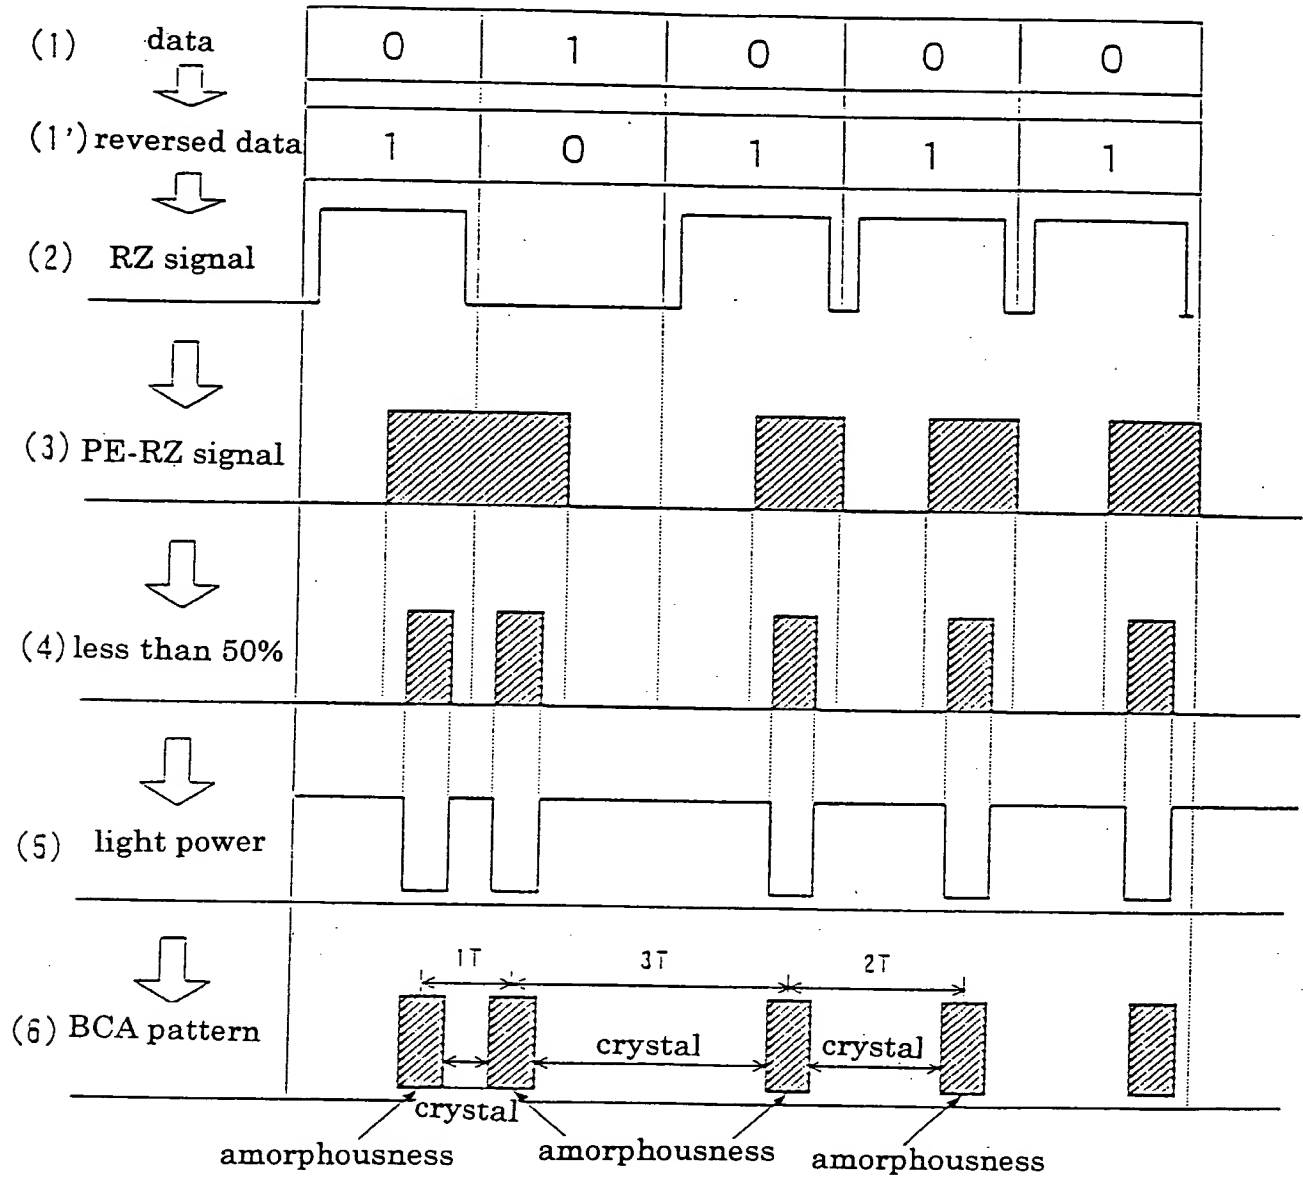 (1) data 0 1 0 0 0
(1') reversed data 1 0 1 1 1
(2) RZ signal
(3) PE-RZ signal
(4) less than 50%
(5) light power
1T 3T 2T
(6) BCA pattern
crystal crystal
crystal
amorphousness amorphousness amorphousness